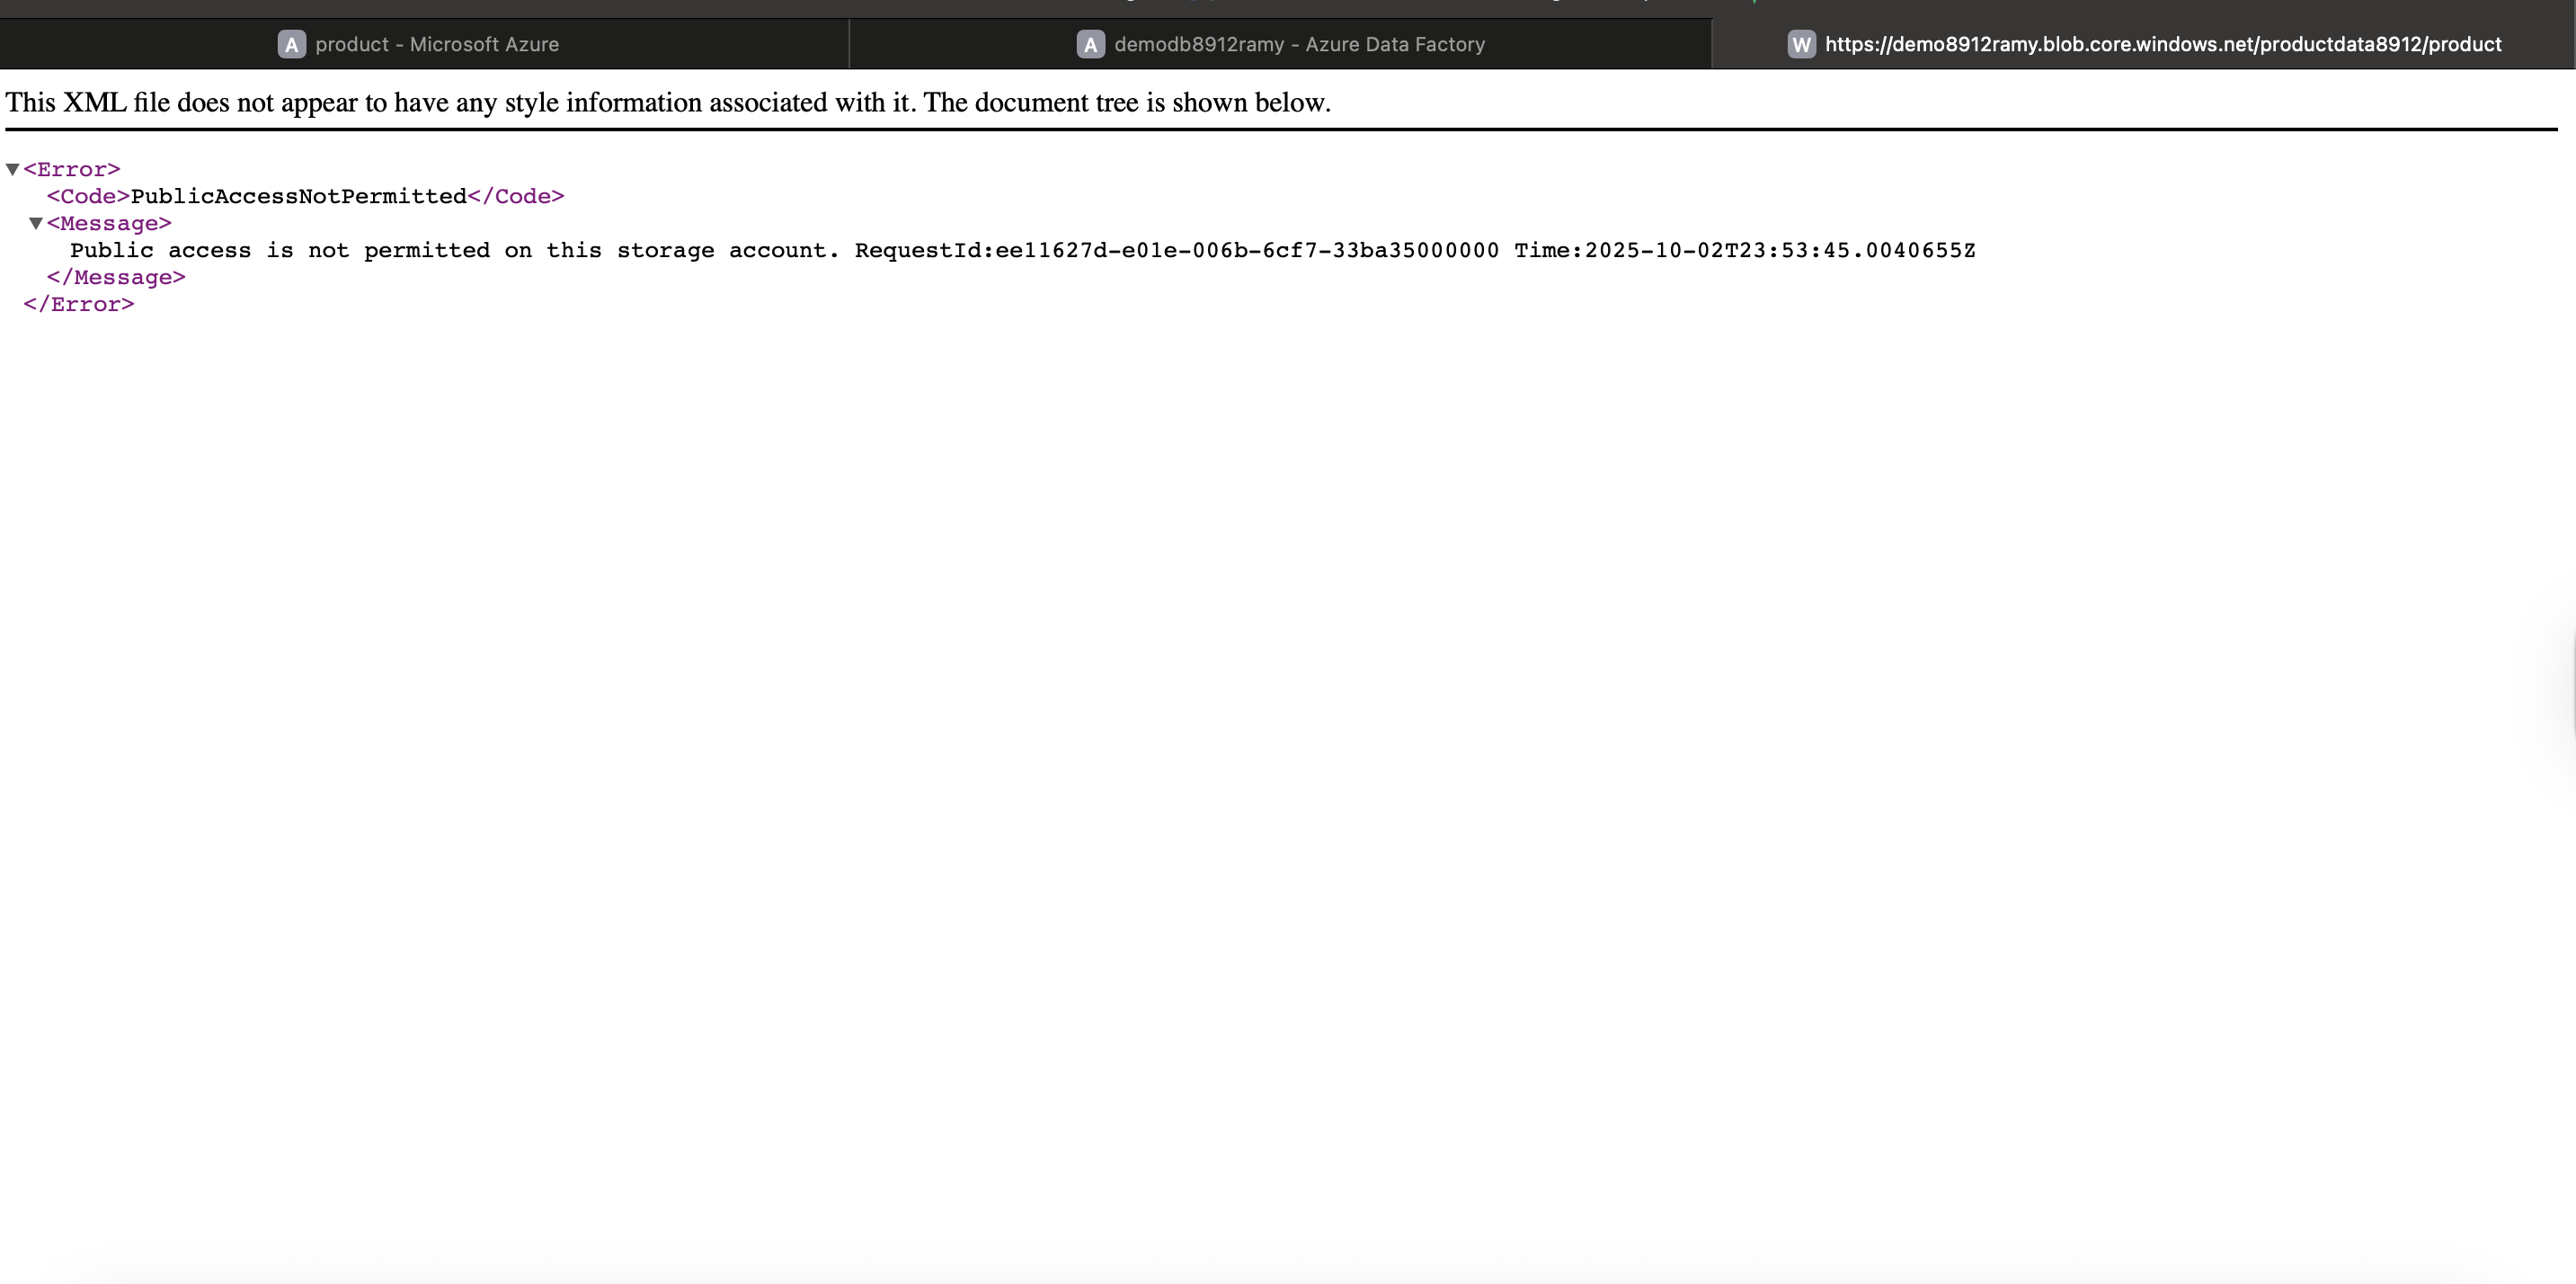 A product - Microsoft Azure
A demodb8912ramy - Azure Data Factory
W https://demo8912ramy.blob.core.windows.net/productdata8912/product
This XML file does not appear to have any style information associated with it. The document tree is shown below.
▼<Error>
<Code>PublicAccessNotPermitted</Code>
▼<Message>
Public access is not permitted on this storage account. RequestId:ee11627d-e01e-006b-6cf7-33ba35000000 Time:2025-10-02T23:53:45.0040655Z
</Message>
</Error>